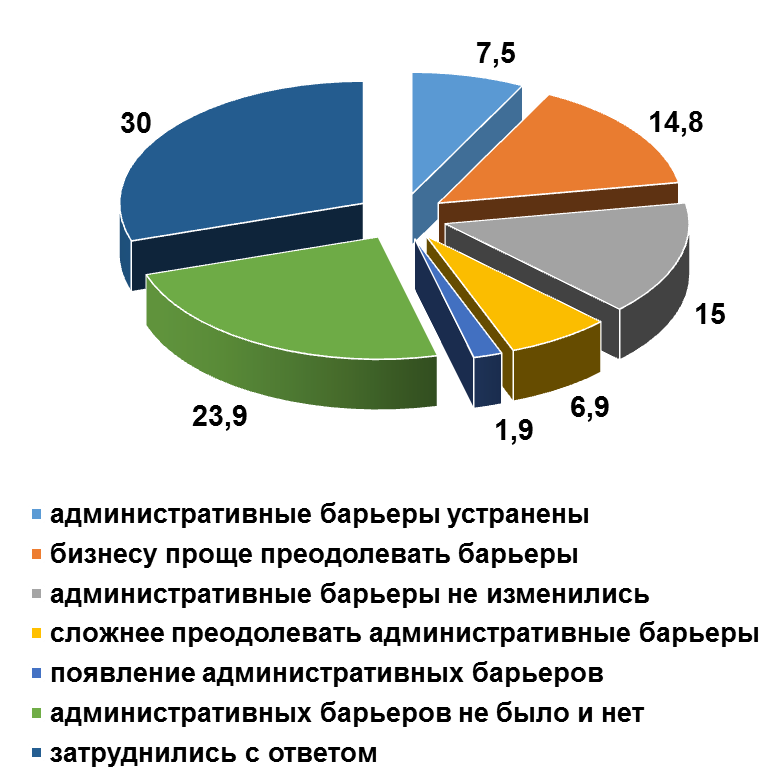 7,5
30
14,8
15
23,9
6,9
1,9
административные барьеры устранены
бизнесу проще преодолевать барьеры
административные барьеры не изменились
сложнее преодолевать административные барьеры
появление административных барьеров
административных барьеров не было и нет
затруднились с ответом